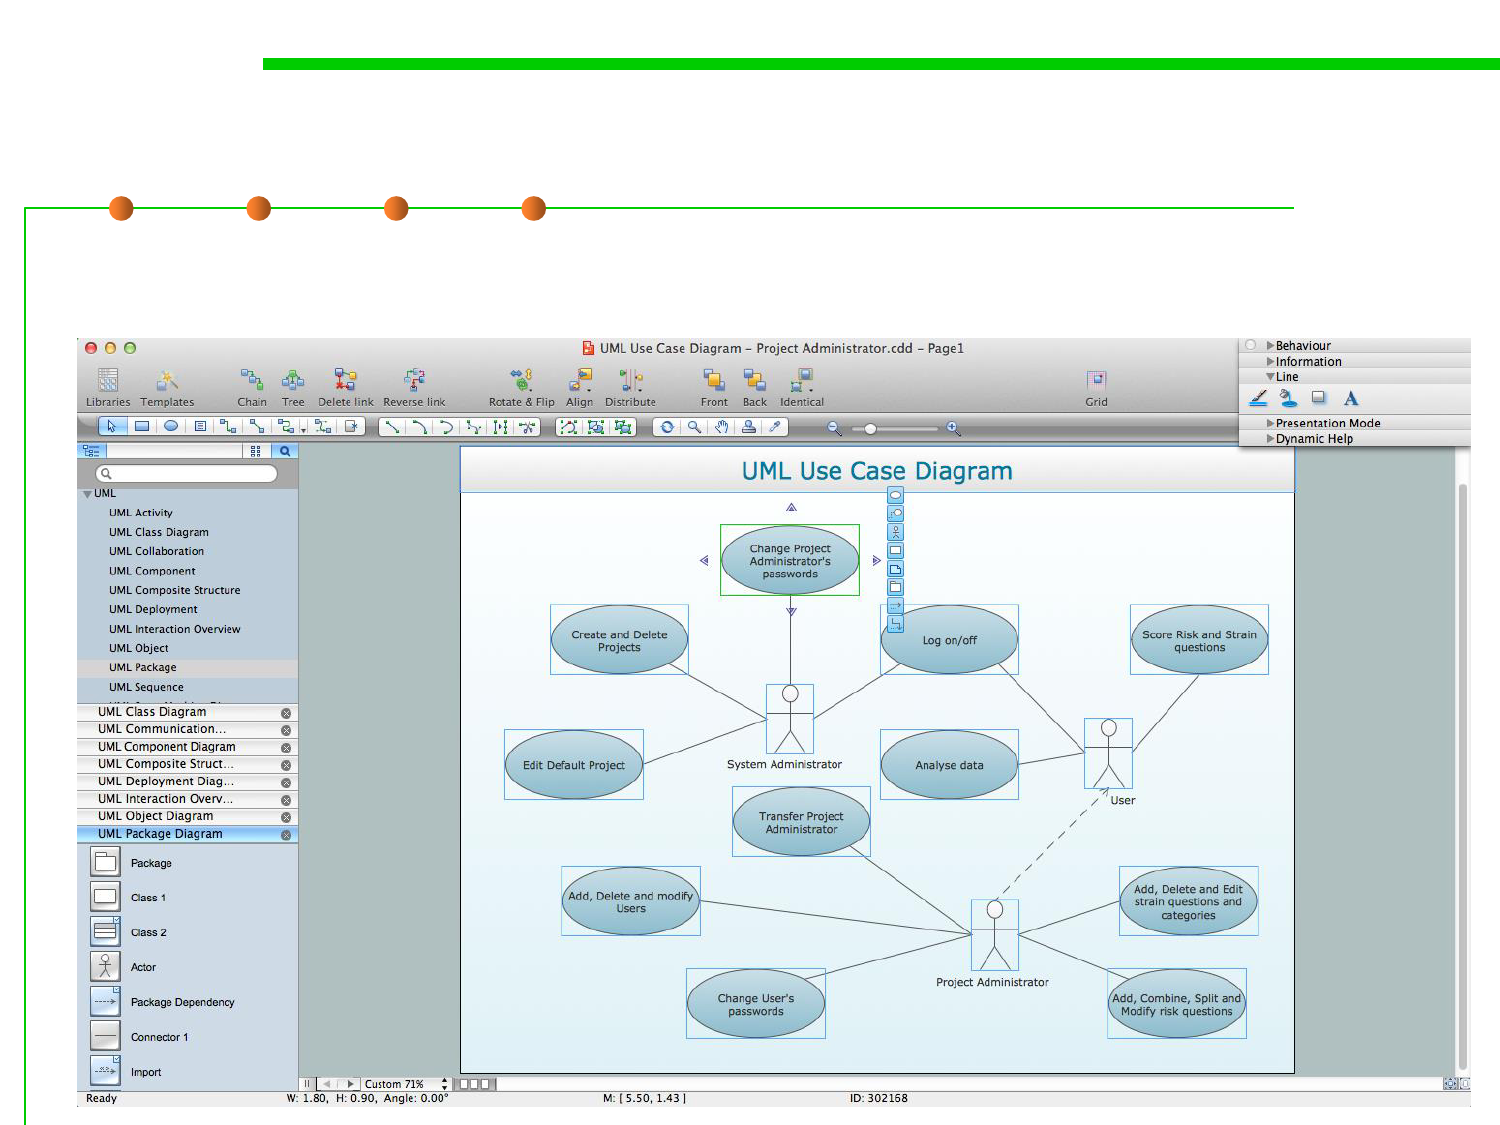 UML Use Case Diagram – Project Administrator.cdd – Page1
Libraries Templates Chain Tree Delete link Reverse link Rotate & Flip Align Distribute Front Back Identical Grid
Behaviour
Information
Line
A
Presentation Mode
Dynamic Help
UML
UML Activity
UML Class Diagram
UML Collaboration
UML Component
UML Composite Structure
UML Deployment
UML Interaction Overview
UML Object
UML Package
UML Sequence
UML Class Diagram
UML Communication...
UML Component Diagram
UML Composite Struct...
UML Deployment Diag...
UML Interaction Overv...
UML Object Diagram
UML Package Diagram
Package
Class 1
Class 2
Actor
Package Dependency
Connector 1
Import
UML Use Case Diagram
Change Project
Administrator's
passwords
Create and Delete
Projects
Log on/off
Score Risk and Strain
questions
Edit Default Project
System Administrator
Analyse data
User
Transfer Project
Administrator
Add, Delete and modify
Users
Add, Delete and Edit
strain questions and
categories
Project Administrator
Change User's
passwords
Add, Combine, Split and
Modify risk questions
Custom 71%
Ready
W: 1.80, H: 0.90, Angle: 0.00°
M: [ 5.50, 1.43 ]
ID: 302168